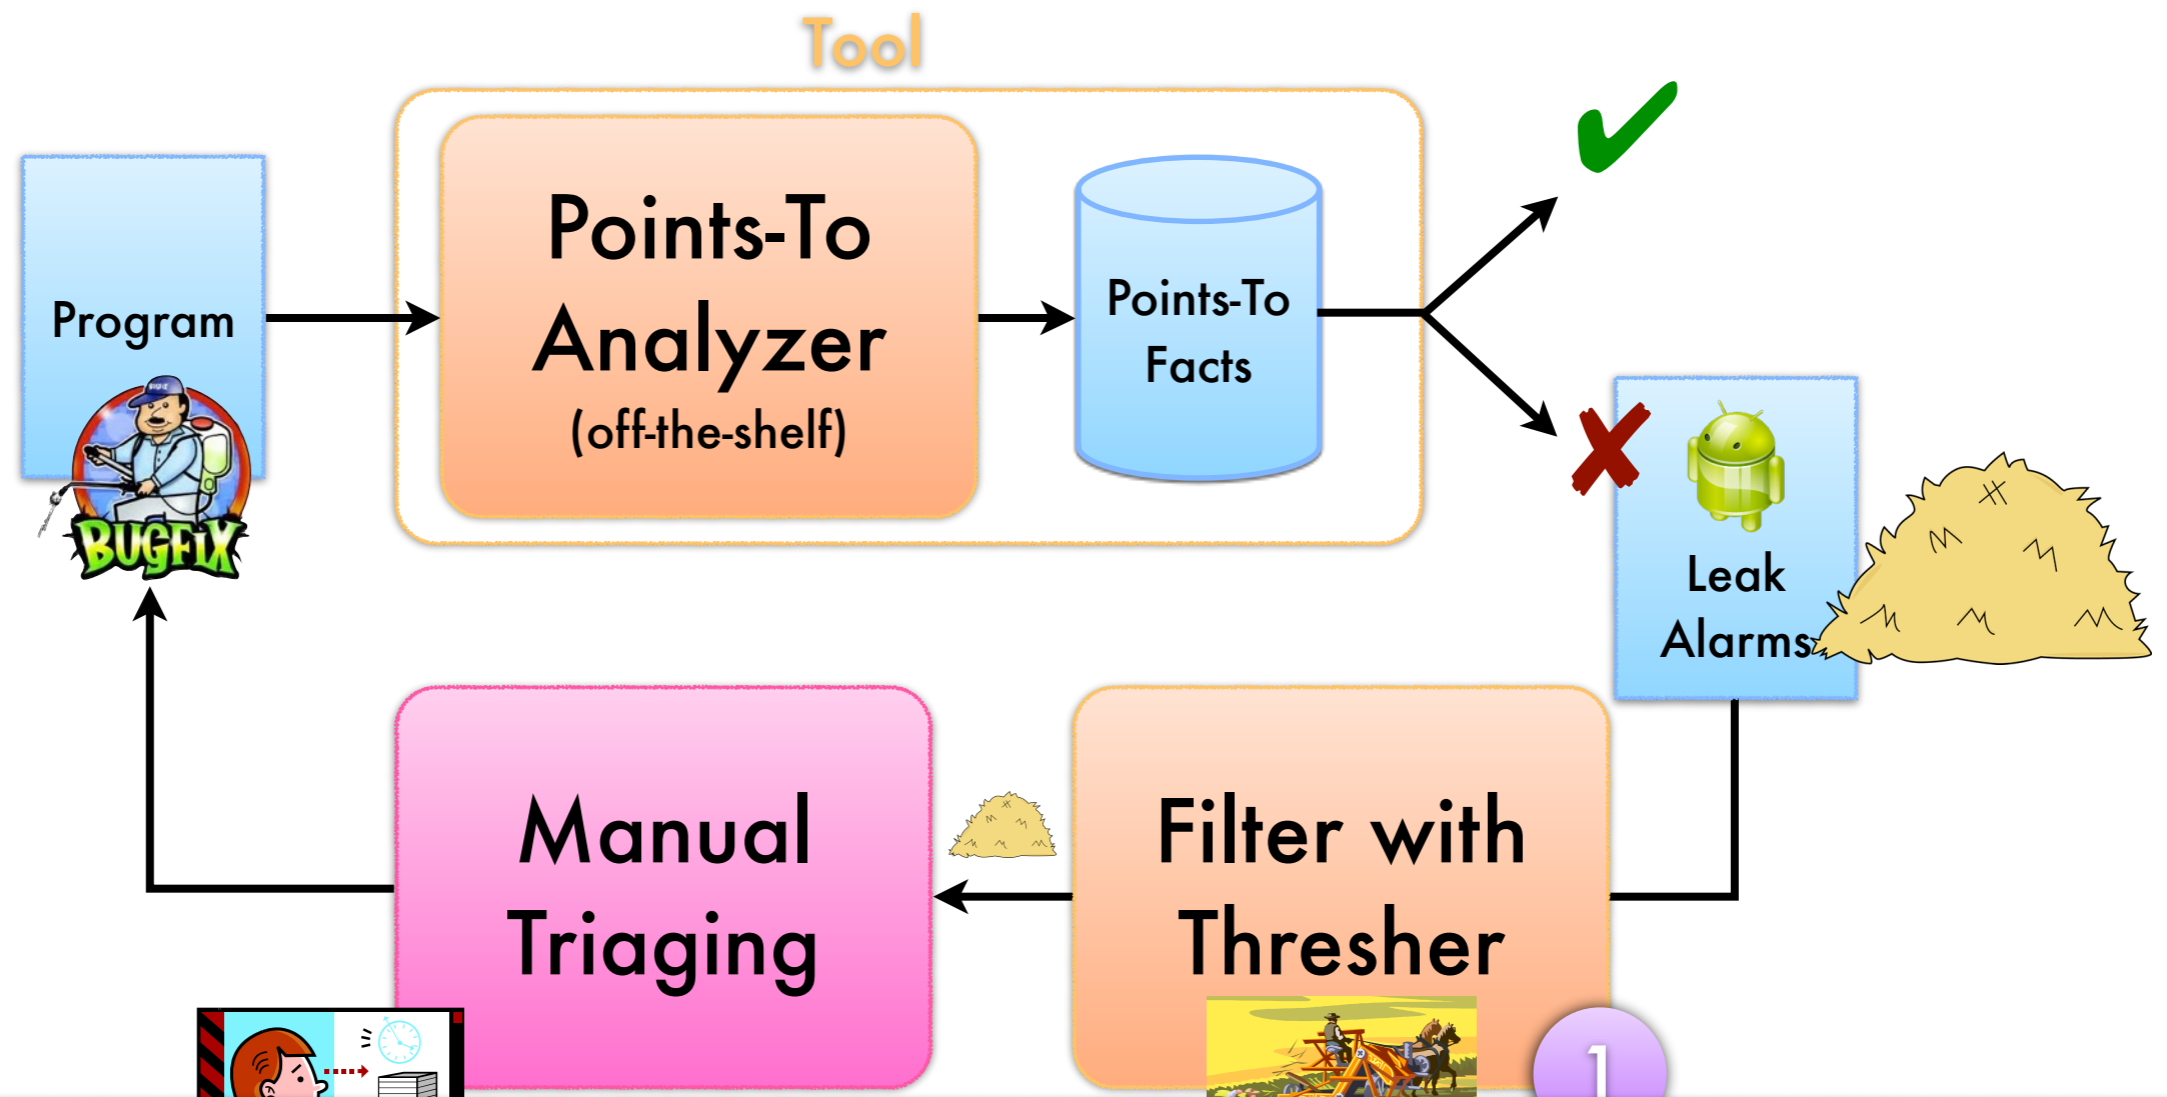 Tool
Program
BUGFIX
Points-To
Analyzer
(off-the-shelf)
Points-To
Facts
Leak
Alarms
Manual
Triaging
Filter with
Thresher
1